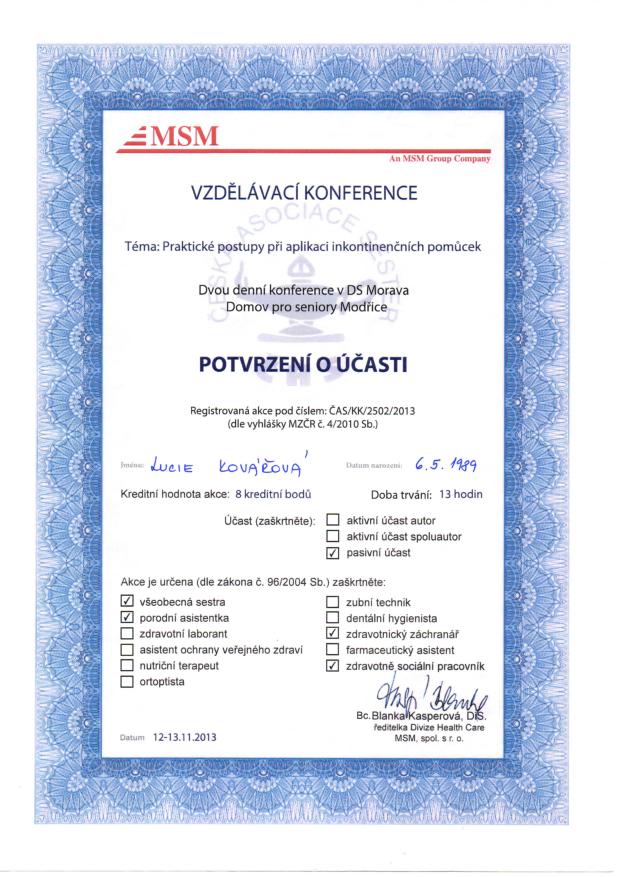 MSM
An MSM Group Company
VZDĚLÁVACÍ KONFERENCE
ČESKÁ ASOCIACE SESTER
Téma: Praktické postupy při aplikaci inkontinenčních pomůcek
Dvou denní konference v DS Morava
Domov pro seniory Modřice
POTVRZENÍ O ÚČASTI
Registrovaná akce pod číslem: ČAS/KK/2502/2013
(dle vyhlášky MZČR č. 4/2010 Sb.)
Jméno: LUCIE KOVÁŘOVÁ Datum narození: 6.5.1989
Kreditní hodnota akce: 8 kreditní bodů Doba trvání: 13 hodin
Účast (zaškrtněte): aktivní účast autor
aktivní účast spoluautor
✓ pasivní účast
Akce je určena (dle zákona č. 96/2004 Sb.) zaškrtněte:
✓ všeobecná sestra
✓ porodní asistentka
zdravotní laborant
asistent ochrany veřejného zdraví
nutriční terapeut
ortoptista
zubní technik
dentální hygienista
✓ zdravotnický záchranář
farmaceutický asistent
✓ zdravotně sociální pracovník
Bc.Blanka Kasperová, DiS.
ředitelka Divize Health Care
MSM, spol. s r. o.
Datum 12-13.11.2013